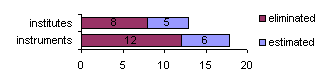 institutes 8 5 eliminated
instruments 12 6 estimated
0 5 10 15 20